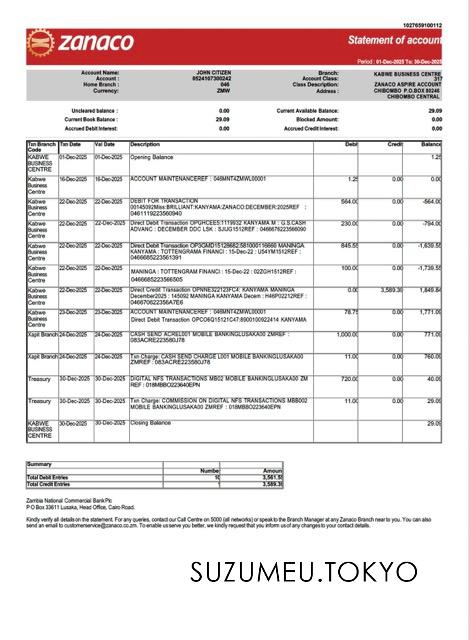 1027659100112
zanaco
Statement of account
Period : 01-Dec-2025 To: 30-Dec-2025
Account Name: JOHN CITIZEN Branch: KABWE BUSINESS CENTRE
Account : 0524107300242 Account Class: 317
Home Branch : 046 Class Description: ZANACO ASPIRE ACCOUNT
Currency: ZMW Address : CHIBOMBO P.O.BOX 80246
CHIBOMBO CENTRAL
Uncleared balance : 0.00 Current Available Balance: 29.09
Current Book Balance : 29.09 Blocked Amount: 0.00
Accrued Debit Interest: 0.00 Accrued Credit Interest: 0.00
Txn Branch Code Txn Date Val Date Description Debit Credit Balance
KABWE BUSINESS CENTRE 01-Dec-2025 01-Dec-2025 Opening Balance 1.25
Kabwe Business Centre 16-Dec-2025 16-Dec-2025 ACCOUNT MAINTENANCEREF : 046MNT4ZMWL00001 1.25 0.00 0.00
Kabwe Business Centre 22-Dec-2025 22-Dec-2025 DEBIT FOR TRANSACTION
00145092Miss:BRILLIANT:KANYAMA:ZANACO:DECEMBER:2025REF :
0461119223560940 564.00 0.00 -564.00
Kabwe Business Centre 22-Dec-2025 22-Dec-2025 Direct Debit Transaction KANYAMA M : G.S.CASH
ADVANC : DECEMBER DDC LSK : 230.00 0.00 -794.00
Kabwe Business Centre 22-Dec-2025 22-Dec-2025 Direct Debit Transaction MANINGA
KANYAMA : TOTTENGRAMA FINANCI : 15-Dec-22 : U54YM1512REF :
0466685223561391 845.55 0.00 -1,639.55
Kabwe Business Centre 22-Dec-2025 22-Dec-2025 MANINGA : TOTTENGRAM FINANCI : 15-Dec-22 : 02ZGH1512REF :
0466685223566505 100.00 0.00 -1,739.55
Kabwe Business Centre 22-Dec-2025 22-Dec-2025 Direct Credit Transaction KANYAMA MANINGA
December2025 : 145092 MANINGA KANYAMA Decem : HI46P02212REF :
046670622356A7E6 0.00 3,589.39 1,849.84
Kabwe Business Centre 23-Dec-2025 23-Dec-2025 ACCOUNT MAINTENANCEREF : 046MNT4ZMWL00001
Direct Debit Transaction KANYAMA 78.75 0.00 1,771.09
Xapit Branch 24-Dec-2025 24-Dec-2025 CASH SEND ACREL001 MOBILE BANKINGLUSAKA00 ZMREF :
083ACRE223580J78 1,000.00 0.00 771.09
Xapit Branch 24-Dec-2025 24-Dec-2025 Txn Charge: CASH SEND CHARGE L001 MOBILE BANKINGLUSAKA00
ZMREF : 083ACRE223580J78 11.00 0.00 760.09
Treasury 30-Dec-2025 30-Dec-2025 DIGITAL NFS TRANSACTIONS MB02 MOBILE BANKINGLUSAKA00 ZM
REF : 018MBBO223640EPN 720.00 0.00 40.09
Treasury 30-Dec-2025 30-Dec-2025 Txn Charge: COMMISSION ON DIGITAL NFS TRANSACTIONS MBB002
MOBILE BANKINGLUSAKA00 ZMREF : 018MBBO223640EPN 11.00 0.00 29.09
KABWE BUSINESS CENTRE 30-Dec-2025 30-Dec-2025 Closing Balance 29.09
Summary
Number Amount
Total Debit Entries 10 3,561.55
Total Credit Entries 1 3,589.39
Zambia National Commercial Bank Plc
P O Box 33611 Lusaka, Head Office, Cairo Road.
Kindly verify all details on the statement. For any queries, contact our Call Centre on 5000 (all networks) or speak to the Branch Manager at any Zanaco Branch near to you. You can also
send an email to customerservice@zanaco.co.zm. To enable us serve you better, we kindly request that you inform us of any changes to your contact details.
SUZUMEU.TOKYO